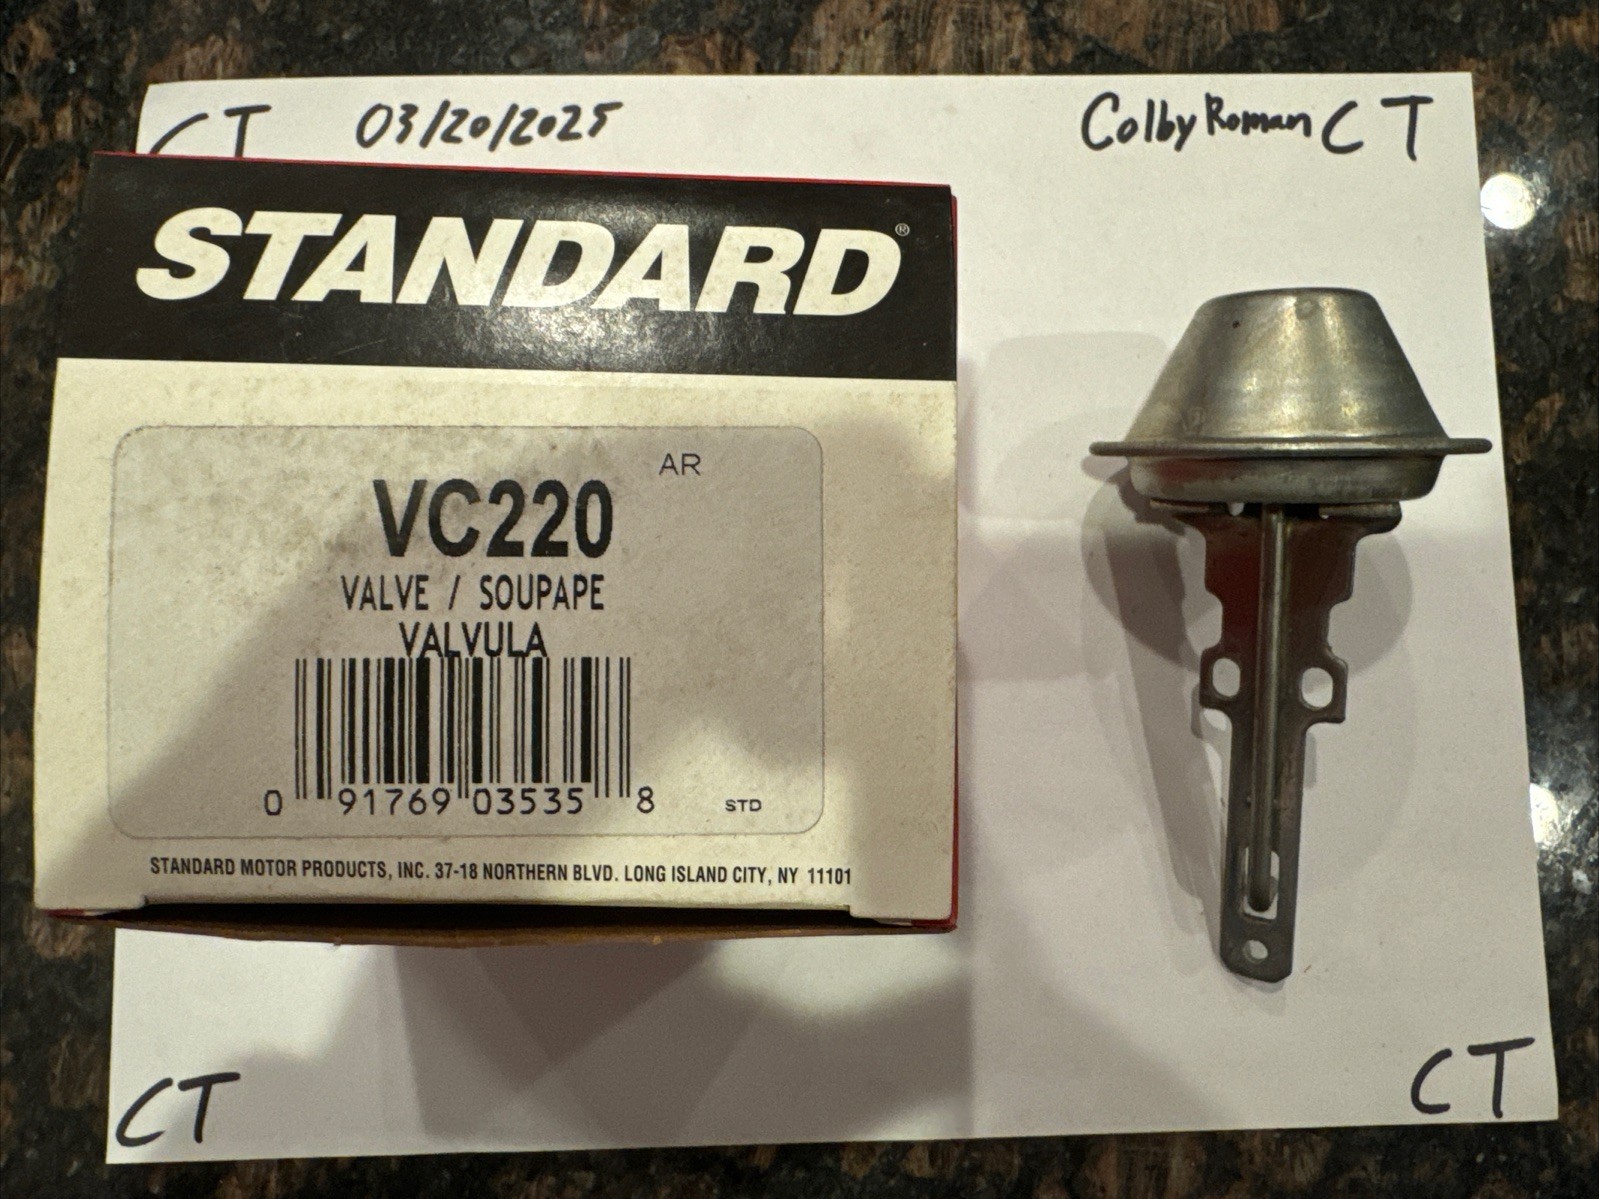 CT 03/20/2025 Colby Roman CT
STANDARD®
AR
VC220
VALVE / SOUPAPE
VALVULA
0 91769 03535 8
STD
STANDARD MOTOR PRODUCTS, INC. 37-18 NORTHERN BLVD. LONG ISLAND CITY, NY 11101
CT CT